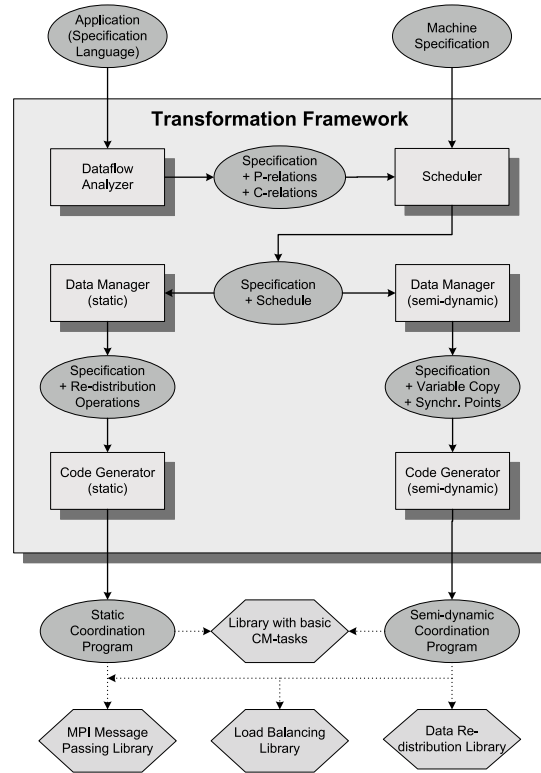 Application
(Specification
Language)
Machine
Specification
Transformation Framework
Dataflow
Analyzer
Specification
+ P-relations
+ C-relations
Scheduler
Data Manager
(static)
Specification
+ Schedule
Data Manager
(semi-dynamic)
Specification
+ Re-distribution
Operations
Specification
+ Variable Copy
+ Synchr. Points
Code Generator
(static)
Code Generator
(semi-dynamic)
Static
Coordination
Program
Library with basic
CM-tasks
Semi-dynamic
Coordination
Program
MPI Message
Passing Library
Load Balancing
Library
Data Re-
distribution Library